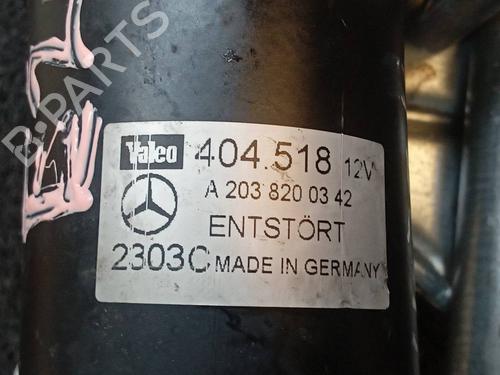 B-PARTS
Valeo 404.518 12V
A 203 820 03 42
ENTSTÖRT
2303C MADE IN GERMANY